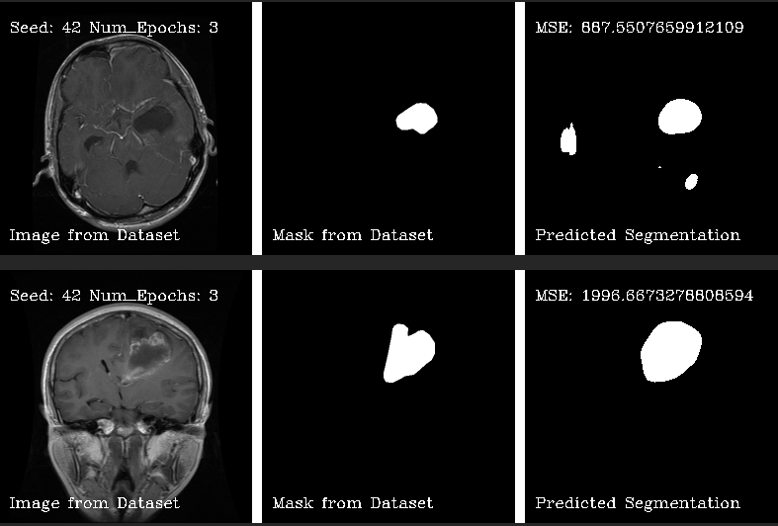 Seed: 42 Num_Epochs: 3
MSE: 887.5507659912109
Image from Dataset
Mask from Dataset
Predicted Segmentation
Seed: 42 Num_Epochs: 3
MSE: 1996.6673278808594
Image from Dataset
Mask from Dataset
Predicted Segmentation